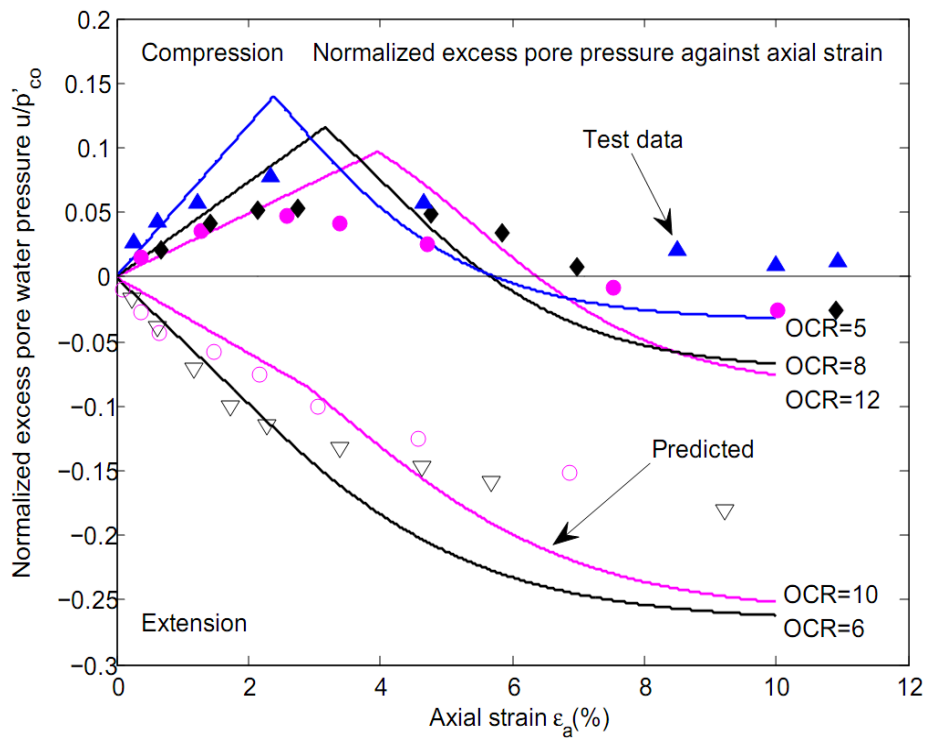 Compression
Normalized excess pore pressure against axial strain
Test data
OCR=5
OCR=8
OCR=12
Predicted
OCR=10
OCR=6
Extension
Normalized excess pore water pressure u/p'co
0.2
0.15
0.1
0.05
0
−0.05
−0.1
−0.15
−0.2
−0.25
−0.3
0
2
4
6
8
10
12
Axial strain εa(%)